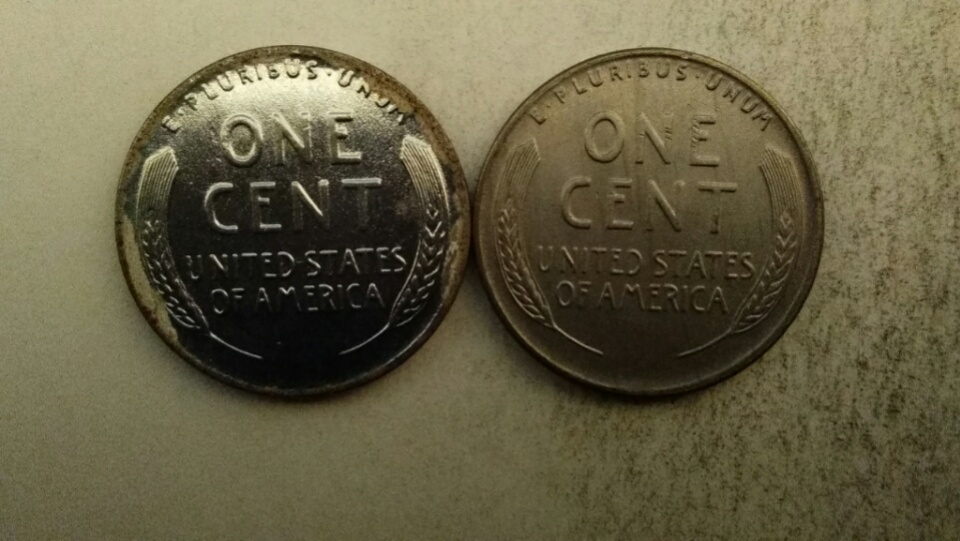 E·PLURIBUS·UNUM
ONE
CENT
UNITED STATES
OF AMERICA
E·PLURIBUS·UNUM
ONE
CENT
UNITED STATES
OF AMERICA